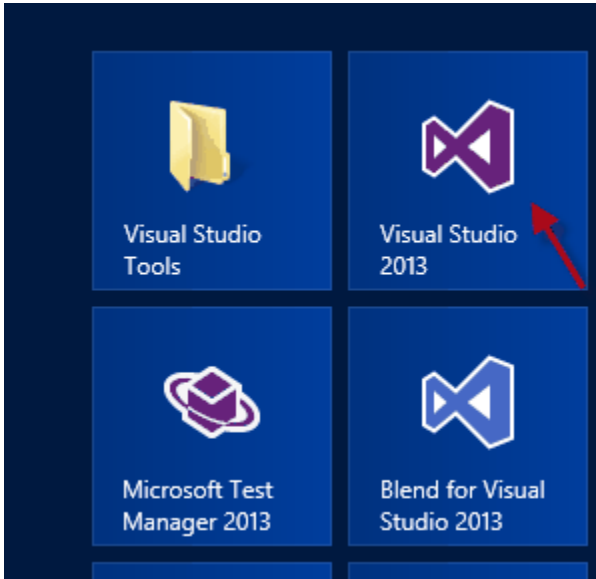 Visual Studio
Tools
Visual Studio
2013
Microsoft Test
Manager 2013
Blend for Visual
Studio 2013